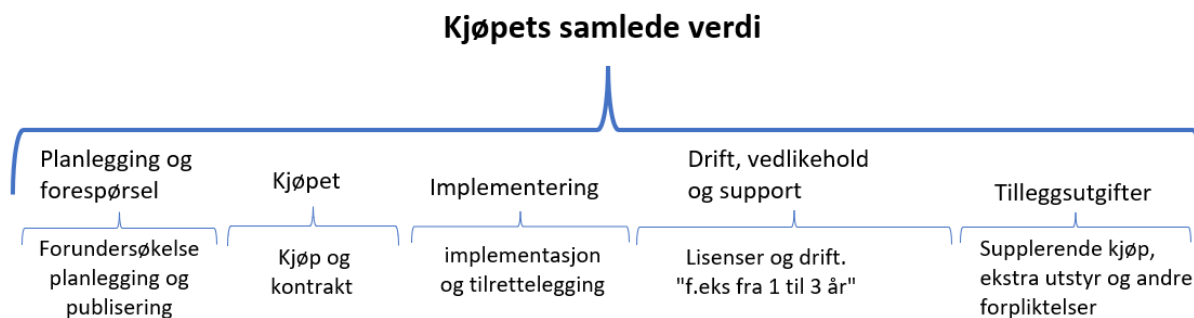 Kjøpets samlede verdi
Planlegging og
forespørsel
Kjøpet
Implementering
Drift, vedlikehold
og support
Tilleggsutgifter
Forundersøkelse
planlegging og
publisering
Kjøp og
kontrakt
implementasjon
og tilrettelegging
Lisenser og drift.
"f.eks fra 1 til 3 år"
Supplerende kjøp,
ekstra utstyr og andre
forpliktelser